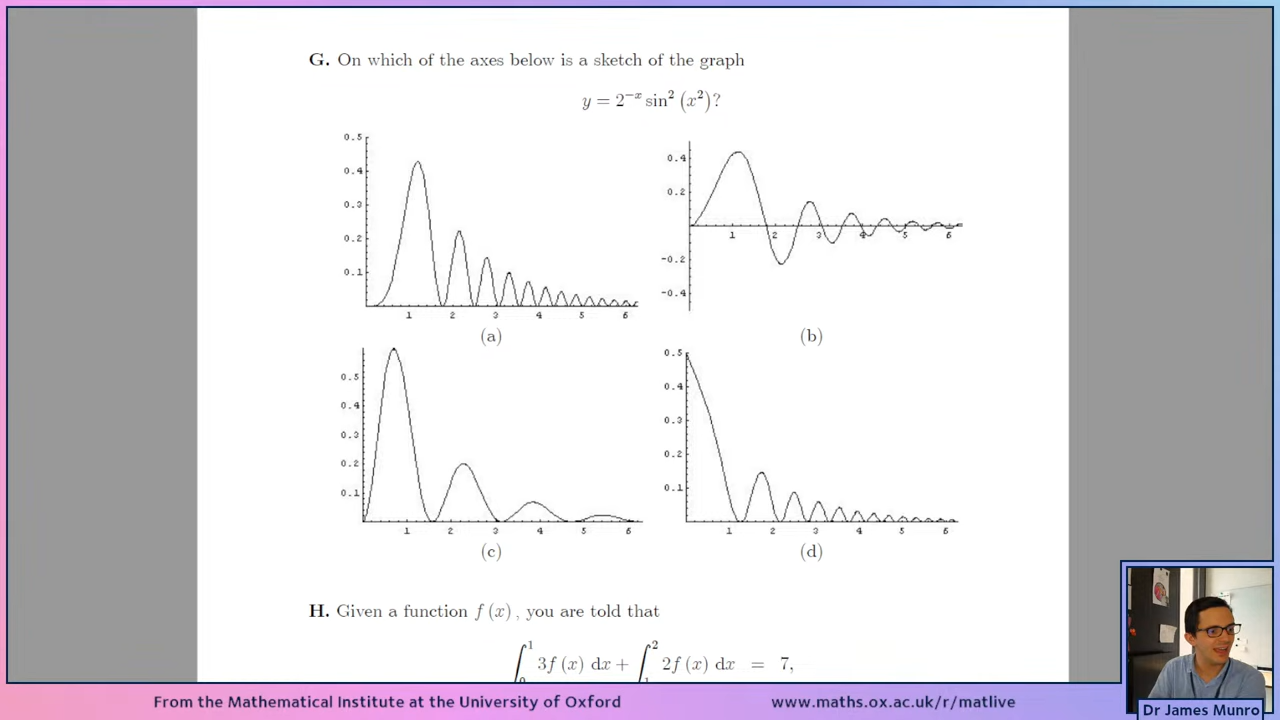 G. On which of the axes below is a sketch of the graph
y = 2^{-x} sin^2 (x^2)?
0.5
0.4
0.3
0.2
0.1
1 2 3 4 5 6
(a)
0.4
0.2
-0.2
-0.4
1 2 3 4 5 6
(b)
0.5
0.4
0.3
0.2
0.1
1 2 3 4 5 6
(c)
0.5
0.4
0.3
0.2
0.1
1 2 3 4 5 6
(d)
H. Given a function f (x) , you are told that
∫_0^1 3f (x) dx + ∫_1^2 2f (x) dx = 7,
From the Mathematical Institute at the University of Oxford
www.maths.ox.ac.uk/r/matlive
Dr James Munro